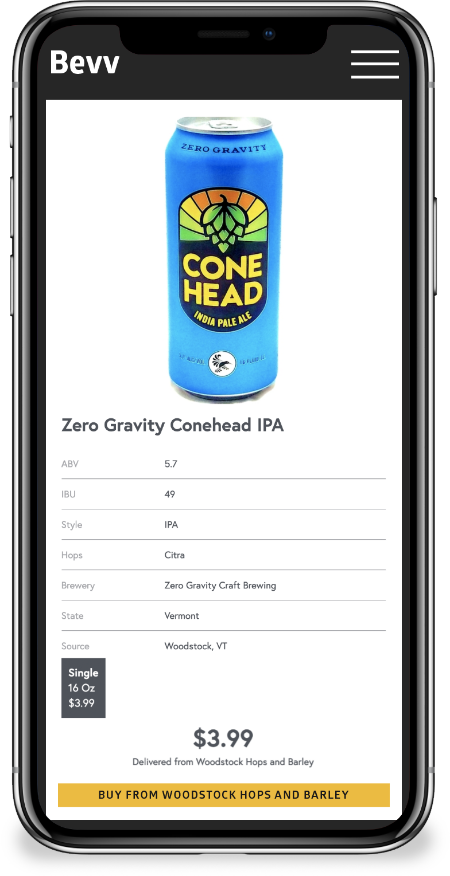 Bevv
ZERO GRAVITY
CONE
HEAD
INDIA PALE ALE
Zero Gravity Conehead IPA
ABV 5.7
IBU 49
Style IPA
Hops Citra
Brewery Zero Gravity Craft Brewing
State Vermont
Source Woodstock, VT
Single
16 Oz
$3.99
$3.99
Delivered from Woodstock Hops and Barley
BUY FROM WOODSTOCK HOPS AND BARLEY